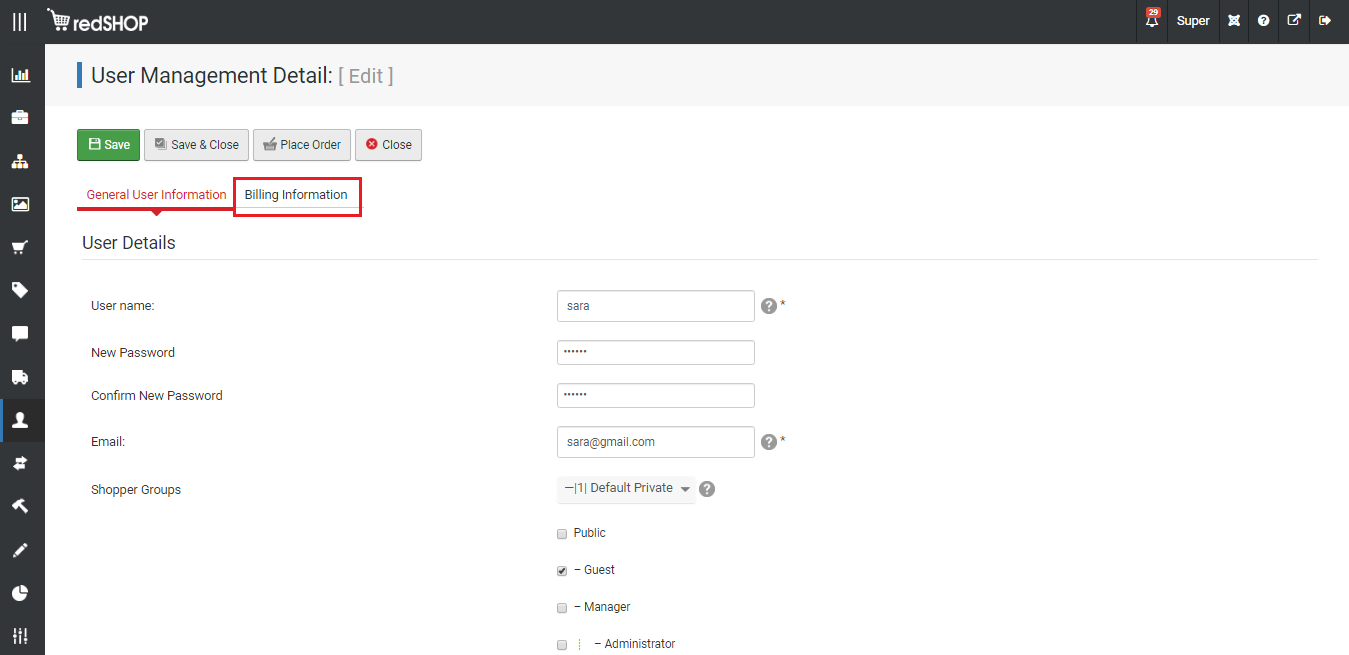 redSHOP
29
Super
User Management Detail: [ Edit ]
Save
Save & Close
Place Order
Close
General User Information
Billing Information
User Details
User name:
sara
? *
New Password
••••••
Confirm New Password
••••••
Email:
sara@gmail.com
? *
Shopper Groups
—|1| Default Private
?
Public
– Guest
– Manager
⋮ – Administrator